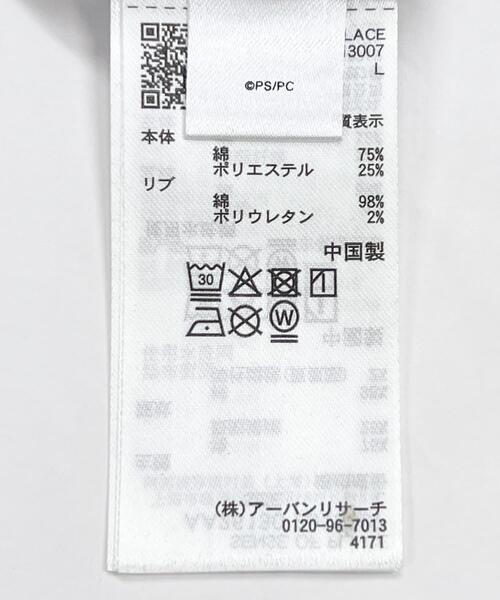 LACE
3007
L
©PS/PC
質表示
本体
綿 75%
ポリエステル 25%
リブ
綿 98%
ポリウレタン 2%
中国製
30
W
(株)アーバンリサーチ
0120-96-7013
4171